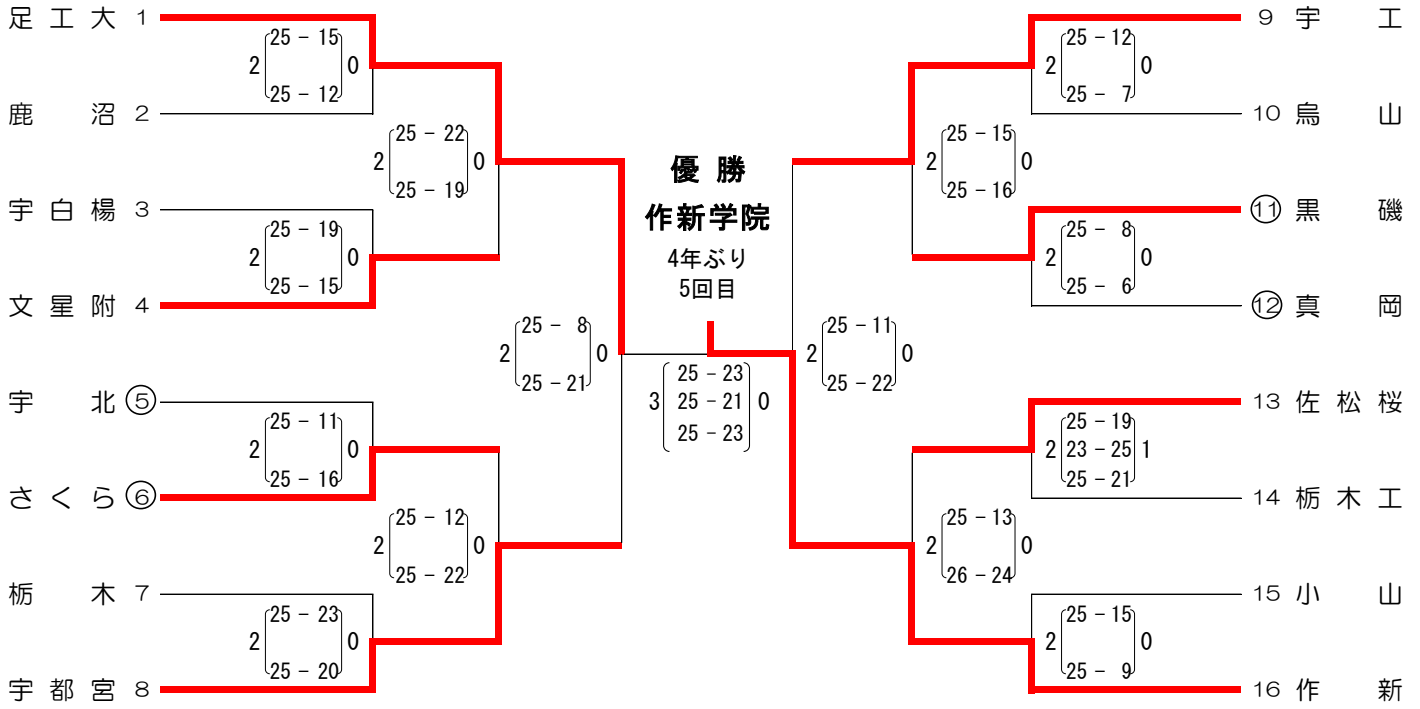 足工大 1
25 - 15
2 0
25 - 12
鹿沼 2
25 - 22
2 0
25 - 19
宇白楊 3
25 - 19
2 0
25 - 15
文星附 4
25 - 8
2 0
25 - 21
宇北 ⑤
25 - 11
2 0
25 - 16
さくら ⑥
25 - 12
2 0
25 - 22
栃木 7
25 - 23
2 0
25 - 20
宇都宮 8
優勝
作新学院
4年ぶり
5回目
25 - 23
3 25 - 21 0
25 - 23
9 宇工
25 - 12
2 0
25 - 7
10 烏山
25 - 15
2 0
25 - 16
⑪ 黒磯
25 - 8
2 0
25 - 6
⑫ 真岡
25 - 11
2 0
25 - 22
13 佐松桜
25 - 19
2 23 - 25 1
25 - 21
14 栃木工
25 - 13
2 0
26 - 24
15 小山
25 - 15
2 0
25 - 9
16 作新